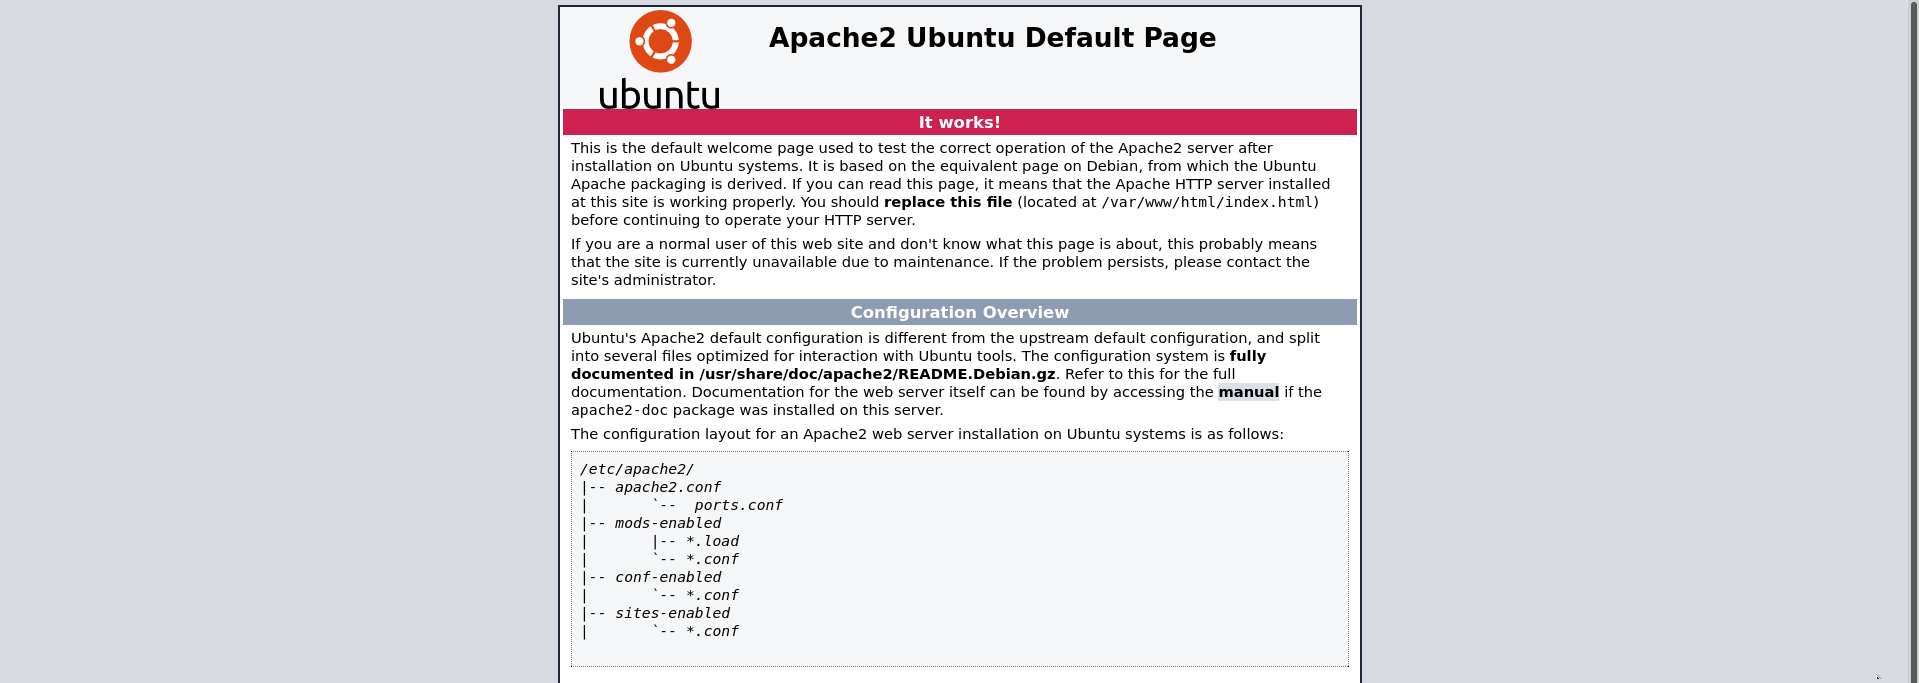 Apache2 Ubuntu Default Page
ubuntu
It works!
This is the default welcome page used to test the correct operation of the Apache2 server after
installation on Ubuntu systems. It is based on the equivalent page on Debian, from which the Ubuntu
Apache packaging is derived. If you can read this page, it means that the Apache HTTP server installed
at this site is working properly. You should replace this file (located at /var/www/html/index.html)
before continuing to operate your HTTP server.
If you are a normal user of this web site and don't know what this page is about, this probably means
that the site is currently unavailable due to maintenance. If the problem persists, please contact the
site's administrator.
Configuration Overview
Ubuntu's Apache2 default configuration is different from the upstream default configuration, and split
into several files optimized for interaction with Ubuntu tools. The configuration system is fully
documented in /usr/share/doc/apache2/README.Debian.gz. Refer to this for the full
documentation. Documentation for the web server itself can be found by accessing the manual if the
apache2-doc package was installed on this server.
The configuration layout for an Apache2 web server installation on Ubuntu systems is as follows:
/etc/apache2/
|-- apache2.conf
|       `--  ports.conf
|-- mods-enabled
|       |-- *.load
|       `-- *.conf
|-- conf-enabled
|       `-- *.conf
|-- sites-enabled
|       `-- *.conf